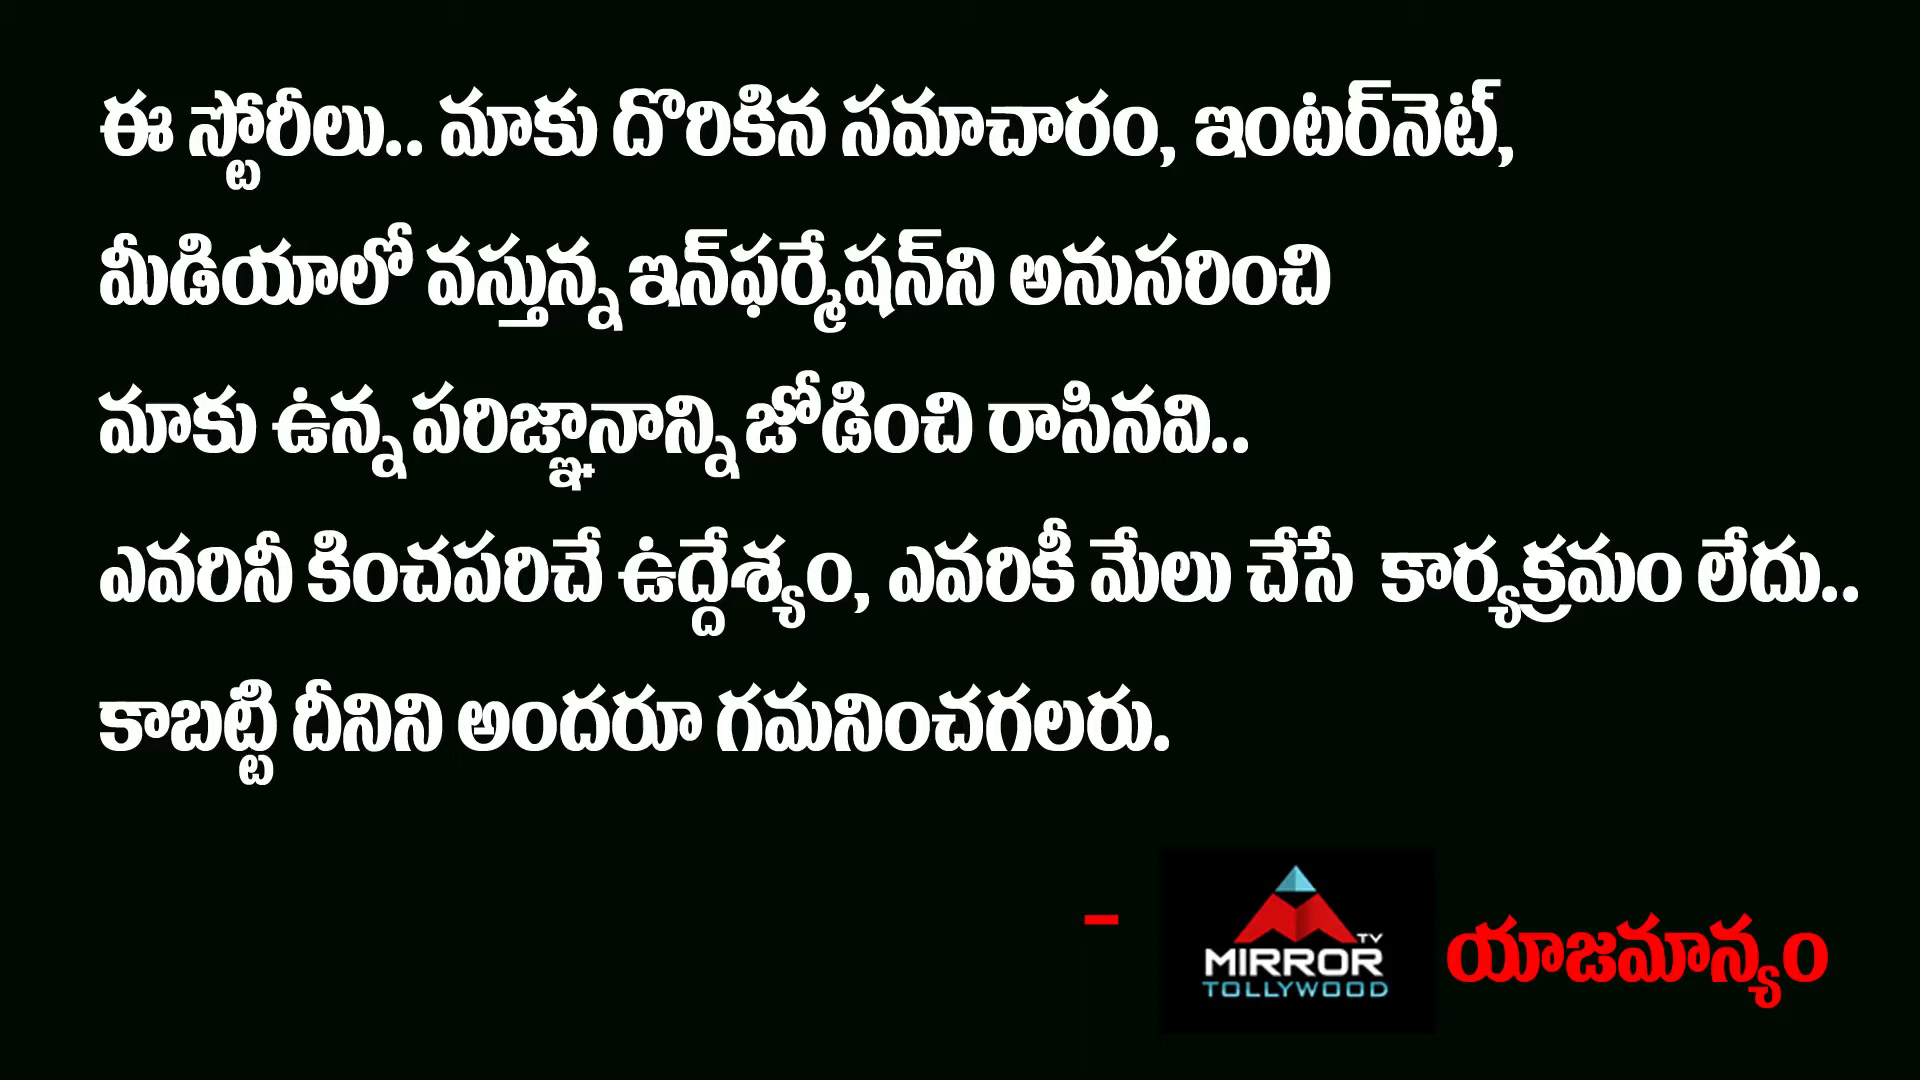 ఈ స్టోరీలు.. మాకు దొరికిన సమాచారం, ఇంటర్‌నెట్,
మీడియాలో వస్తున్న ఇన్‌ఫర్మేషన్‌ని అనుసరించి
మాకు ఉన్న పరిజ్ఞానాన్ని జోడించి రాసినవి..
ఎవరినీ కించపరిచే ఉద్దేశ్యం, ఎవరికీ మేలు చేసే కార్యక్రమం లేదు..
కాబట్టి దీనిని అందరూ గమనించగలరు.
- MIRROR TV TOLLYWOOD యాజమాన్యం